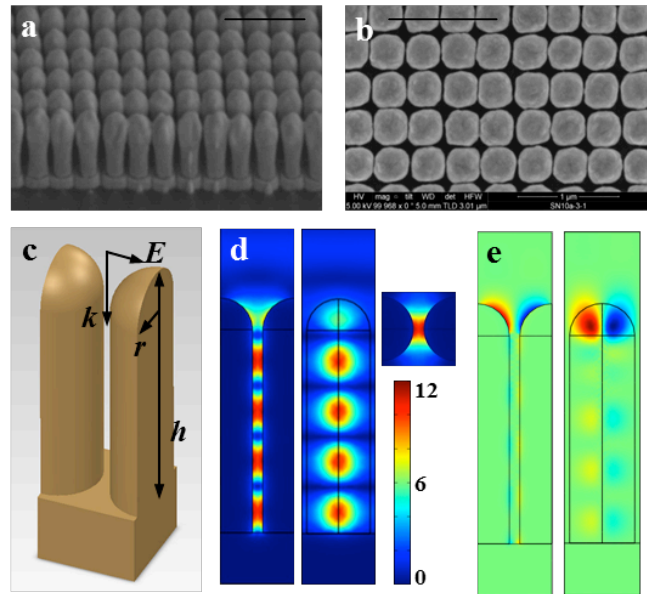 a
b
HV mag = tilt WD det HFW
5.00 kV 99 968 x 0° 5.0 mm TLD 3.01 µm
1 µm
SN10a-3-1
c
E
k
r
h
d
12
6
0
e